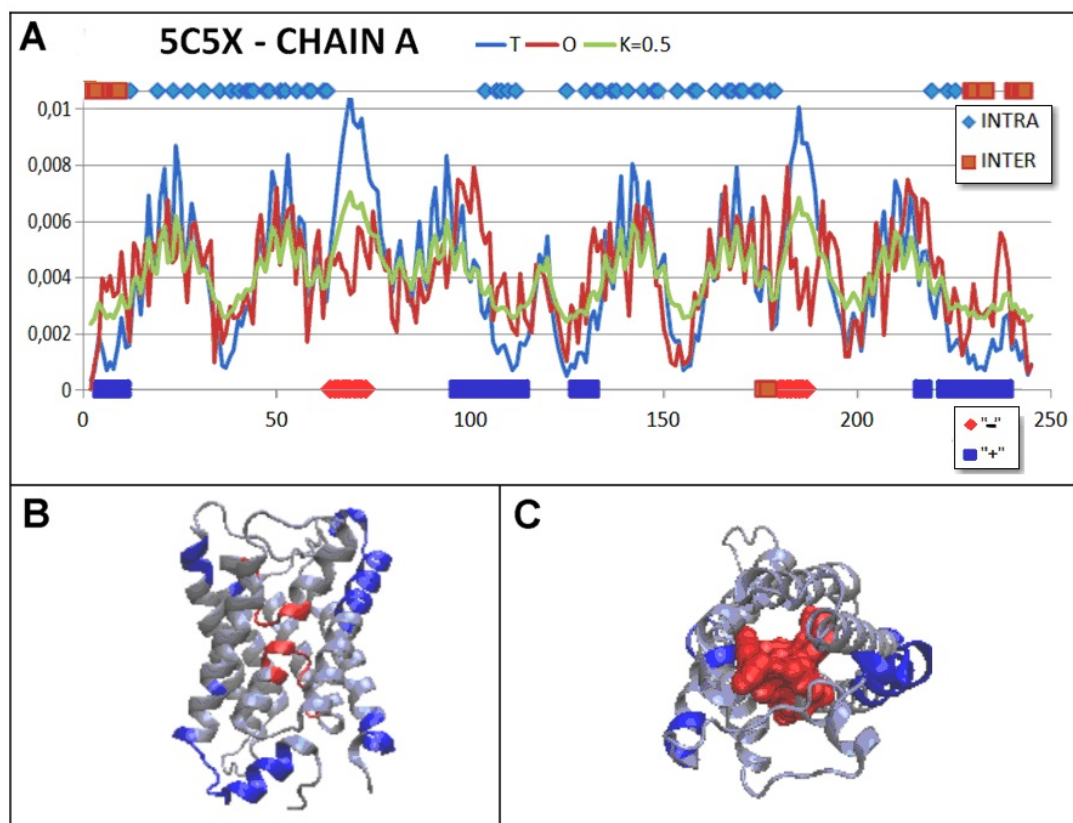 A
5C5X - CHAIN A
T O K=0.5
0,01
0,008
0,006
0,004
0,002
0
INTRA
INTER
0 50 100 150 200 250
"-"
"+"
B
C